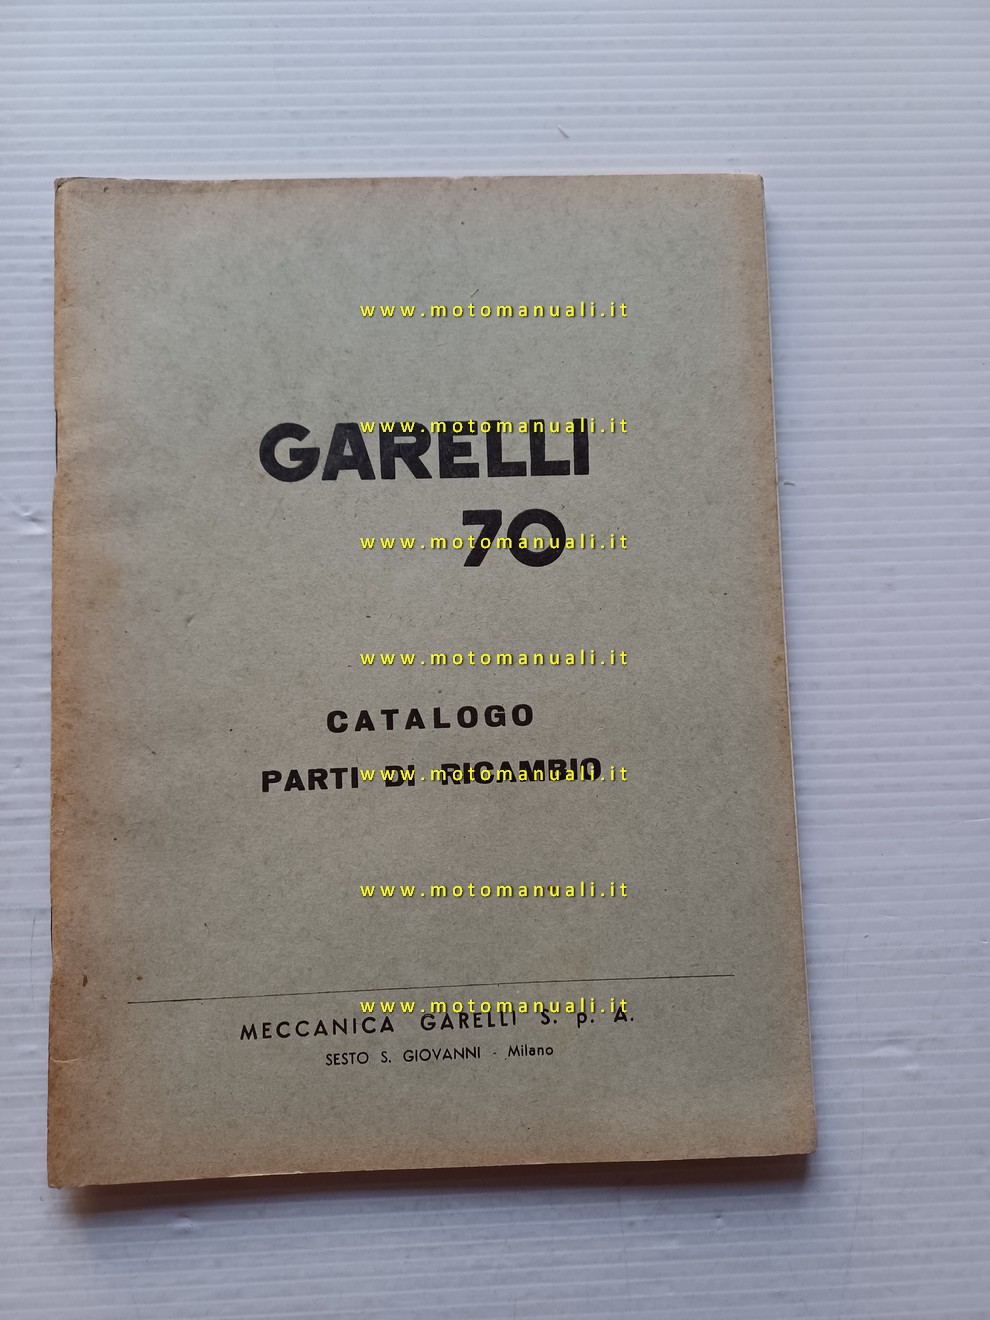 www.motomanuali.it
www.motomanuali.it
GARELLI
www.motomanuali.it
70
www.motomanuali.it
CATALOGO
www.motomanuali.it
PARTI DI RICAMBIO
www.motomanuali.it
www.motomanuali.it
MECCANICA GARELLI S. p. A.
SESTO S. GIOVANNI - Milano